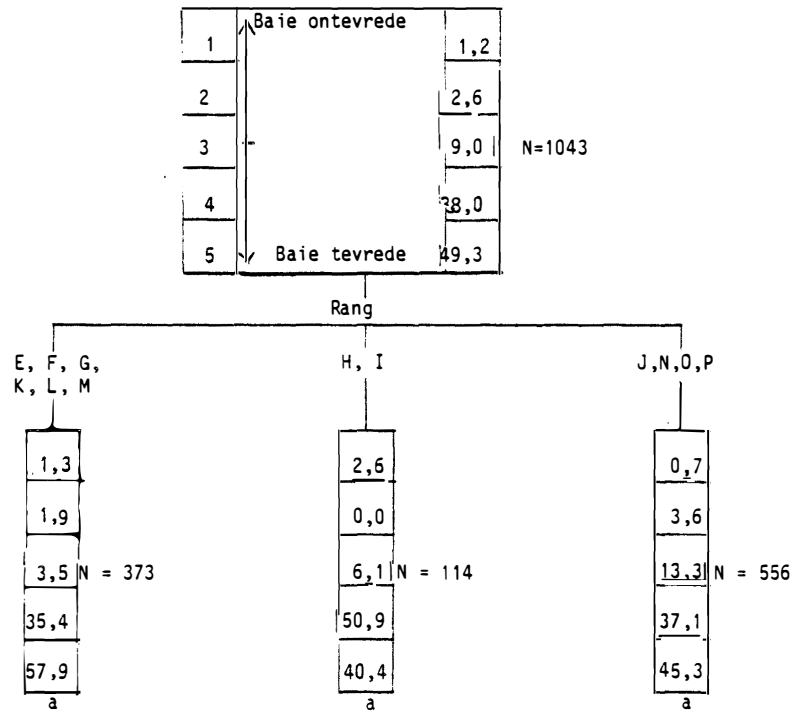 Baie ontevrede
1 1,2
2 2,6
3 9,0 N=1043
4 38,0
5 Baie tevrede 49,3
Rang
E, F, G, H, I J,N,O,P
K, L, M
1,3 2,6 0,7
1,9 0,0 3,6
3,5 N = 373 6,1 N = 114 13,3 N = 556
35,4 50,9 37,1
57,9 40,4 45,3
a a a